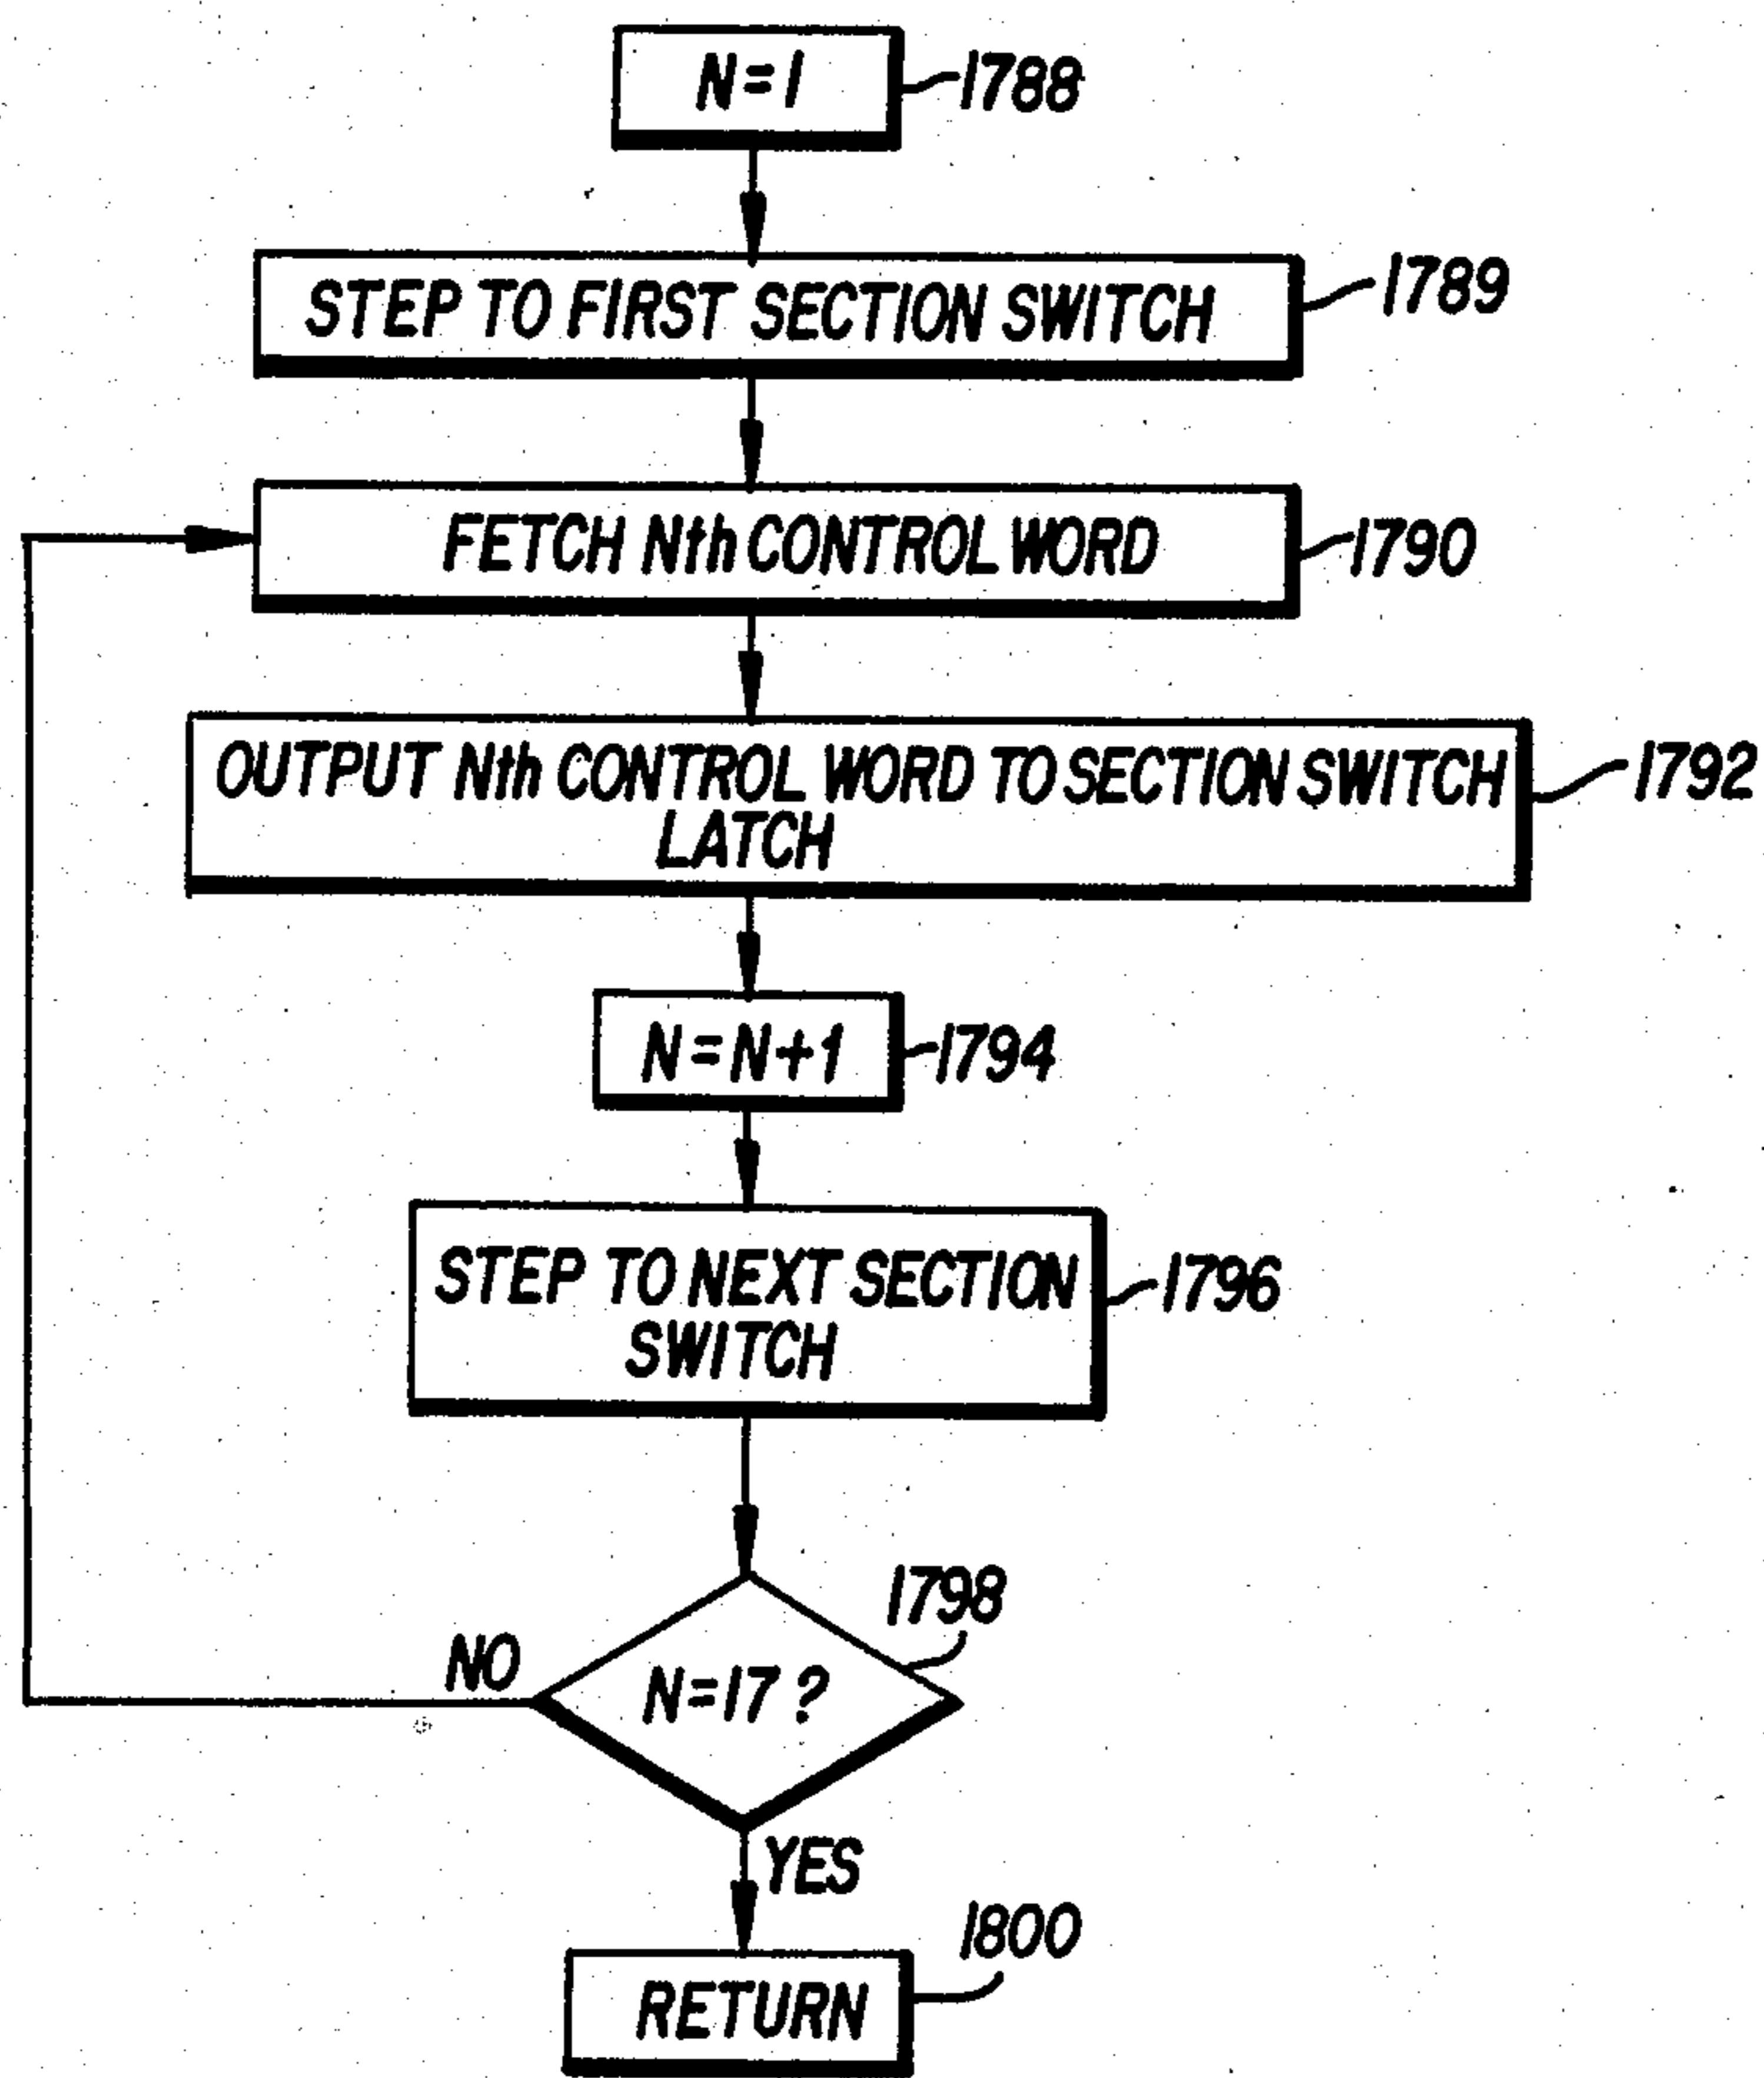 N=1
1788
STEP TO FIRST SECTION SWITCH
1789
FETCH Nth CONTROL WORD
1790
OUTPUT Nth CONTROL WORD TO SECTION SWITCH
LATCH
1792
N=N+1
1794
STEP TO NEXT SECTION
SWITCH
1796
1798
N=17?
NO
YES
1800
RETURN